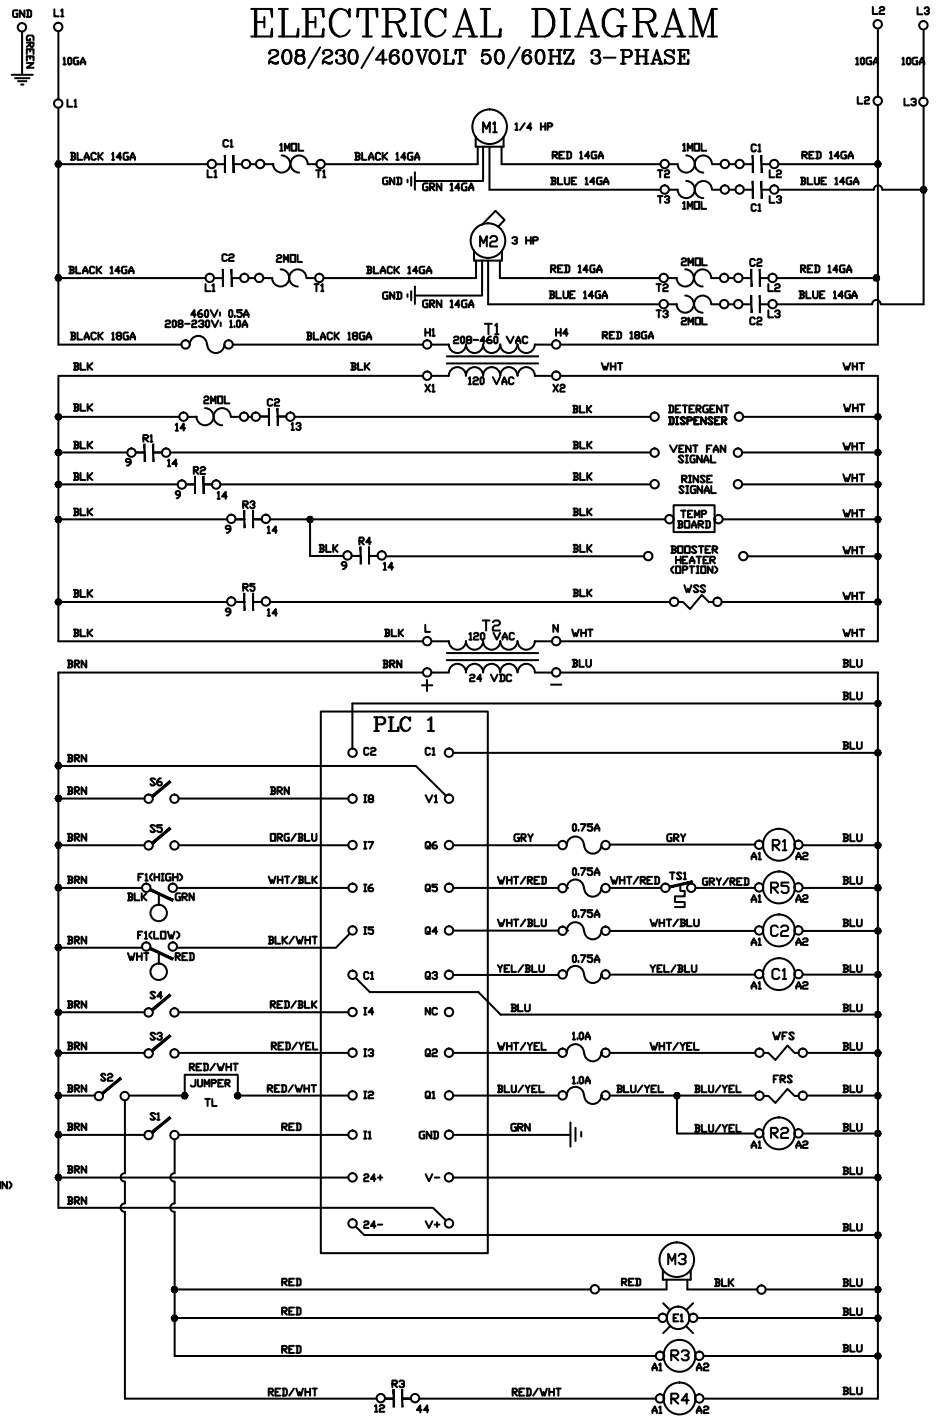 ELECTRICAL DIAGRAM
208/230/460VOLT 50/60HZ 3-PHASE
GND L1 L2 L3
GREEN
10GA 10GA 10GA
L1 L2 L3
M1 1/4 HP
BLACK 14GA C1 1MOL BLACK 14GA RED 14GA 1MOL C1 RED 14GA
L1 T1 T2 L2
GND GRN 14GA BLUE 14GA BLUE 14GA
T3 1MOL C1 L3
M2 3 HP
BLACK 14GA C2 2MOL BLACK 14GA RED 14GA 2MOL C2 RED 14GA
L1 T1 T2 L2
GND GRN 14GA BLUE 14GA BLUE 14GA
T3 2MOL C2 L3
460V: 0.5A
208-230V: 1.0A
BLACK 18GA BLACK 18GA H1 T1 H4 RED 18GA
208-460 VAC
BLK BLK WHT WHT
X1 120 VAC X2
BLK 2MOL C2 BLK DETERGENT DISPENSER WHT
14 13
BLK R1 BLK VENT FAN SIGNAL WHT
9 14
BLK R2 BLK RINSE SIGNAL WHT
9 14
BLK R3 BLK TEMP BOARD WHT
9 14
BLK R4 BLK BOOSTER HEATER (OPTION) WHT
9 14
BLK R5 BLK WSS WHT
9 14
BLK BLK L T2 N WHT WHT
120 VAC
BRN BRN BLU BLU
+ 24 VDC -
BLU
PLC 1
C2 C1 BLU
BRN
S6
BRN BRN I8 V1
S5 0.75A
BRN ORG/BLU I7 Q6 GRY GRY R1 BLU
A1 A2
F1(HIGH) 0.75A TS1
BRN WHT/BLK I6 Q5 WHT/RED WHT/RED GRY/RED R5 BLU
BLK GRN A1 A2
F1(LOW) 0.75A
BRN BLK/WHT I5 Q4 WHT/BLU WHT/BLU C2 BLU
WHT RED A1 A2
0.75A
C1 Q3 YEL/BLU YEL/BLU C1 BLU
A1 A2
S4
BRN RED/BLK I4 NC BLU BLU
S3 1.0A WFS
BRN RED/YEL I3 Q2 WHT/YEL WHT/YEL BLU
S2 RED/WHT 1.0A FRS
BRN JUMPER RED/WHT I2 Q1 BLU/YEL BLU/YEL BLU/YEL BLU
TL
S1
BRN RED I1 GND GRN BLU/YEL R2 BLU
A1 A2
BRN 24+ V- BLU
IN)
BRN
24- V+ BLU
M3
RED RED BLK BLU
RED E1 BLU
RED R3 BLU
A1 A2
RED/WHT R3 RED/WHT R4 BLU
12 44 A1 A2